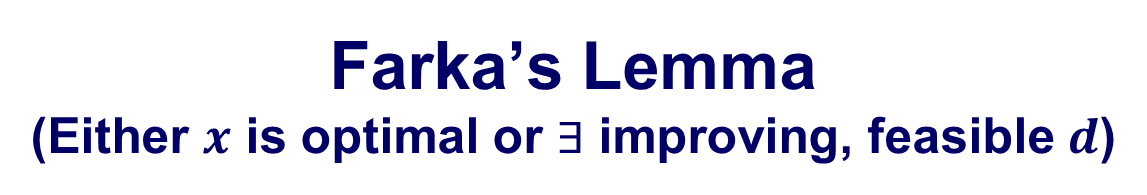 Farka’s Lemma
(Either 𝒙 is optimal or ∃ improving, feasible 𝒅)